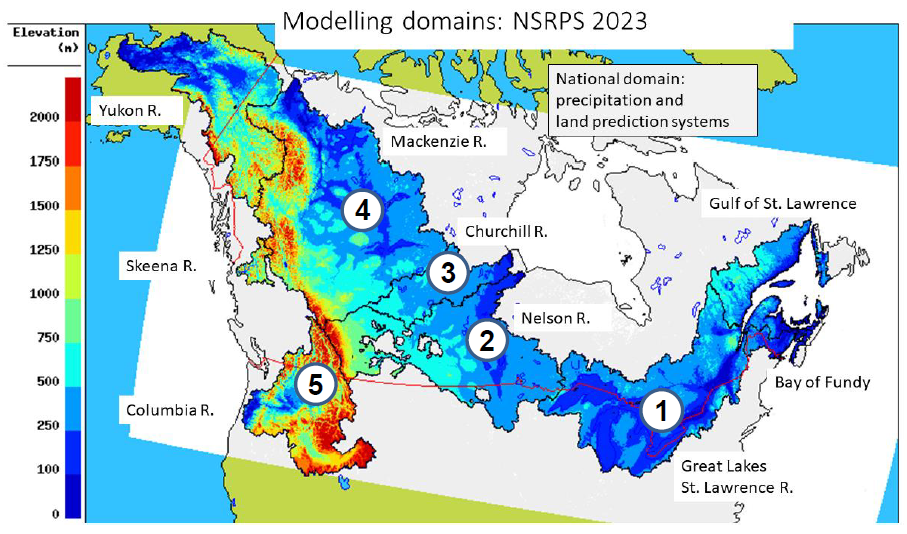 Modelling domains: NSRPS 2023
Elevation
(m)
2000
1750
1500
1250
1000
750
500
250
100
0
National domain:
precipitation and
land prediction systems
Yukon R.
Mackenzie R.
Gulf of St. Lawrence
4
Churchill R.
Skeena R.
3
Nelson R.
2
Bay of Fundy
5
Columbia R.
1
Great Lakes
St. Lawrence R.